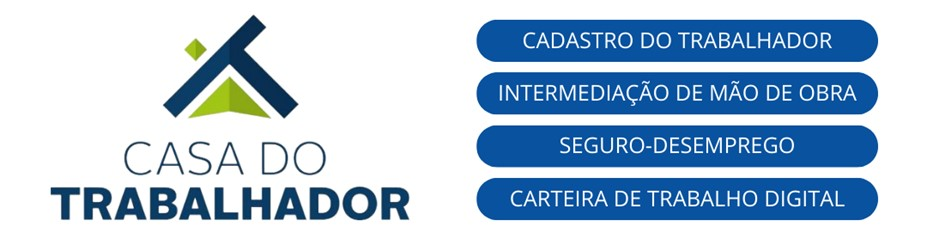 CASA DO
TRABALHADOR
CADASTRO DO TRABALHADOR
INTERMEDIAÇÃO DE MÃO DE OBRA
SEGURO-DESEMPREGO
CARTEIRA DE TRABALHO DIGITAL